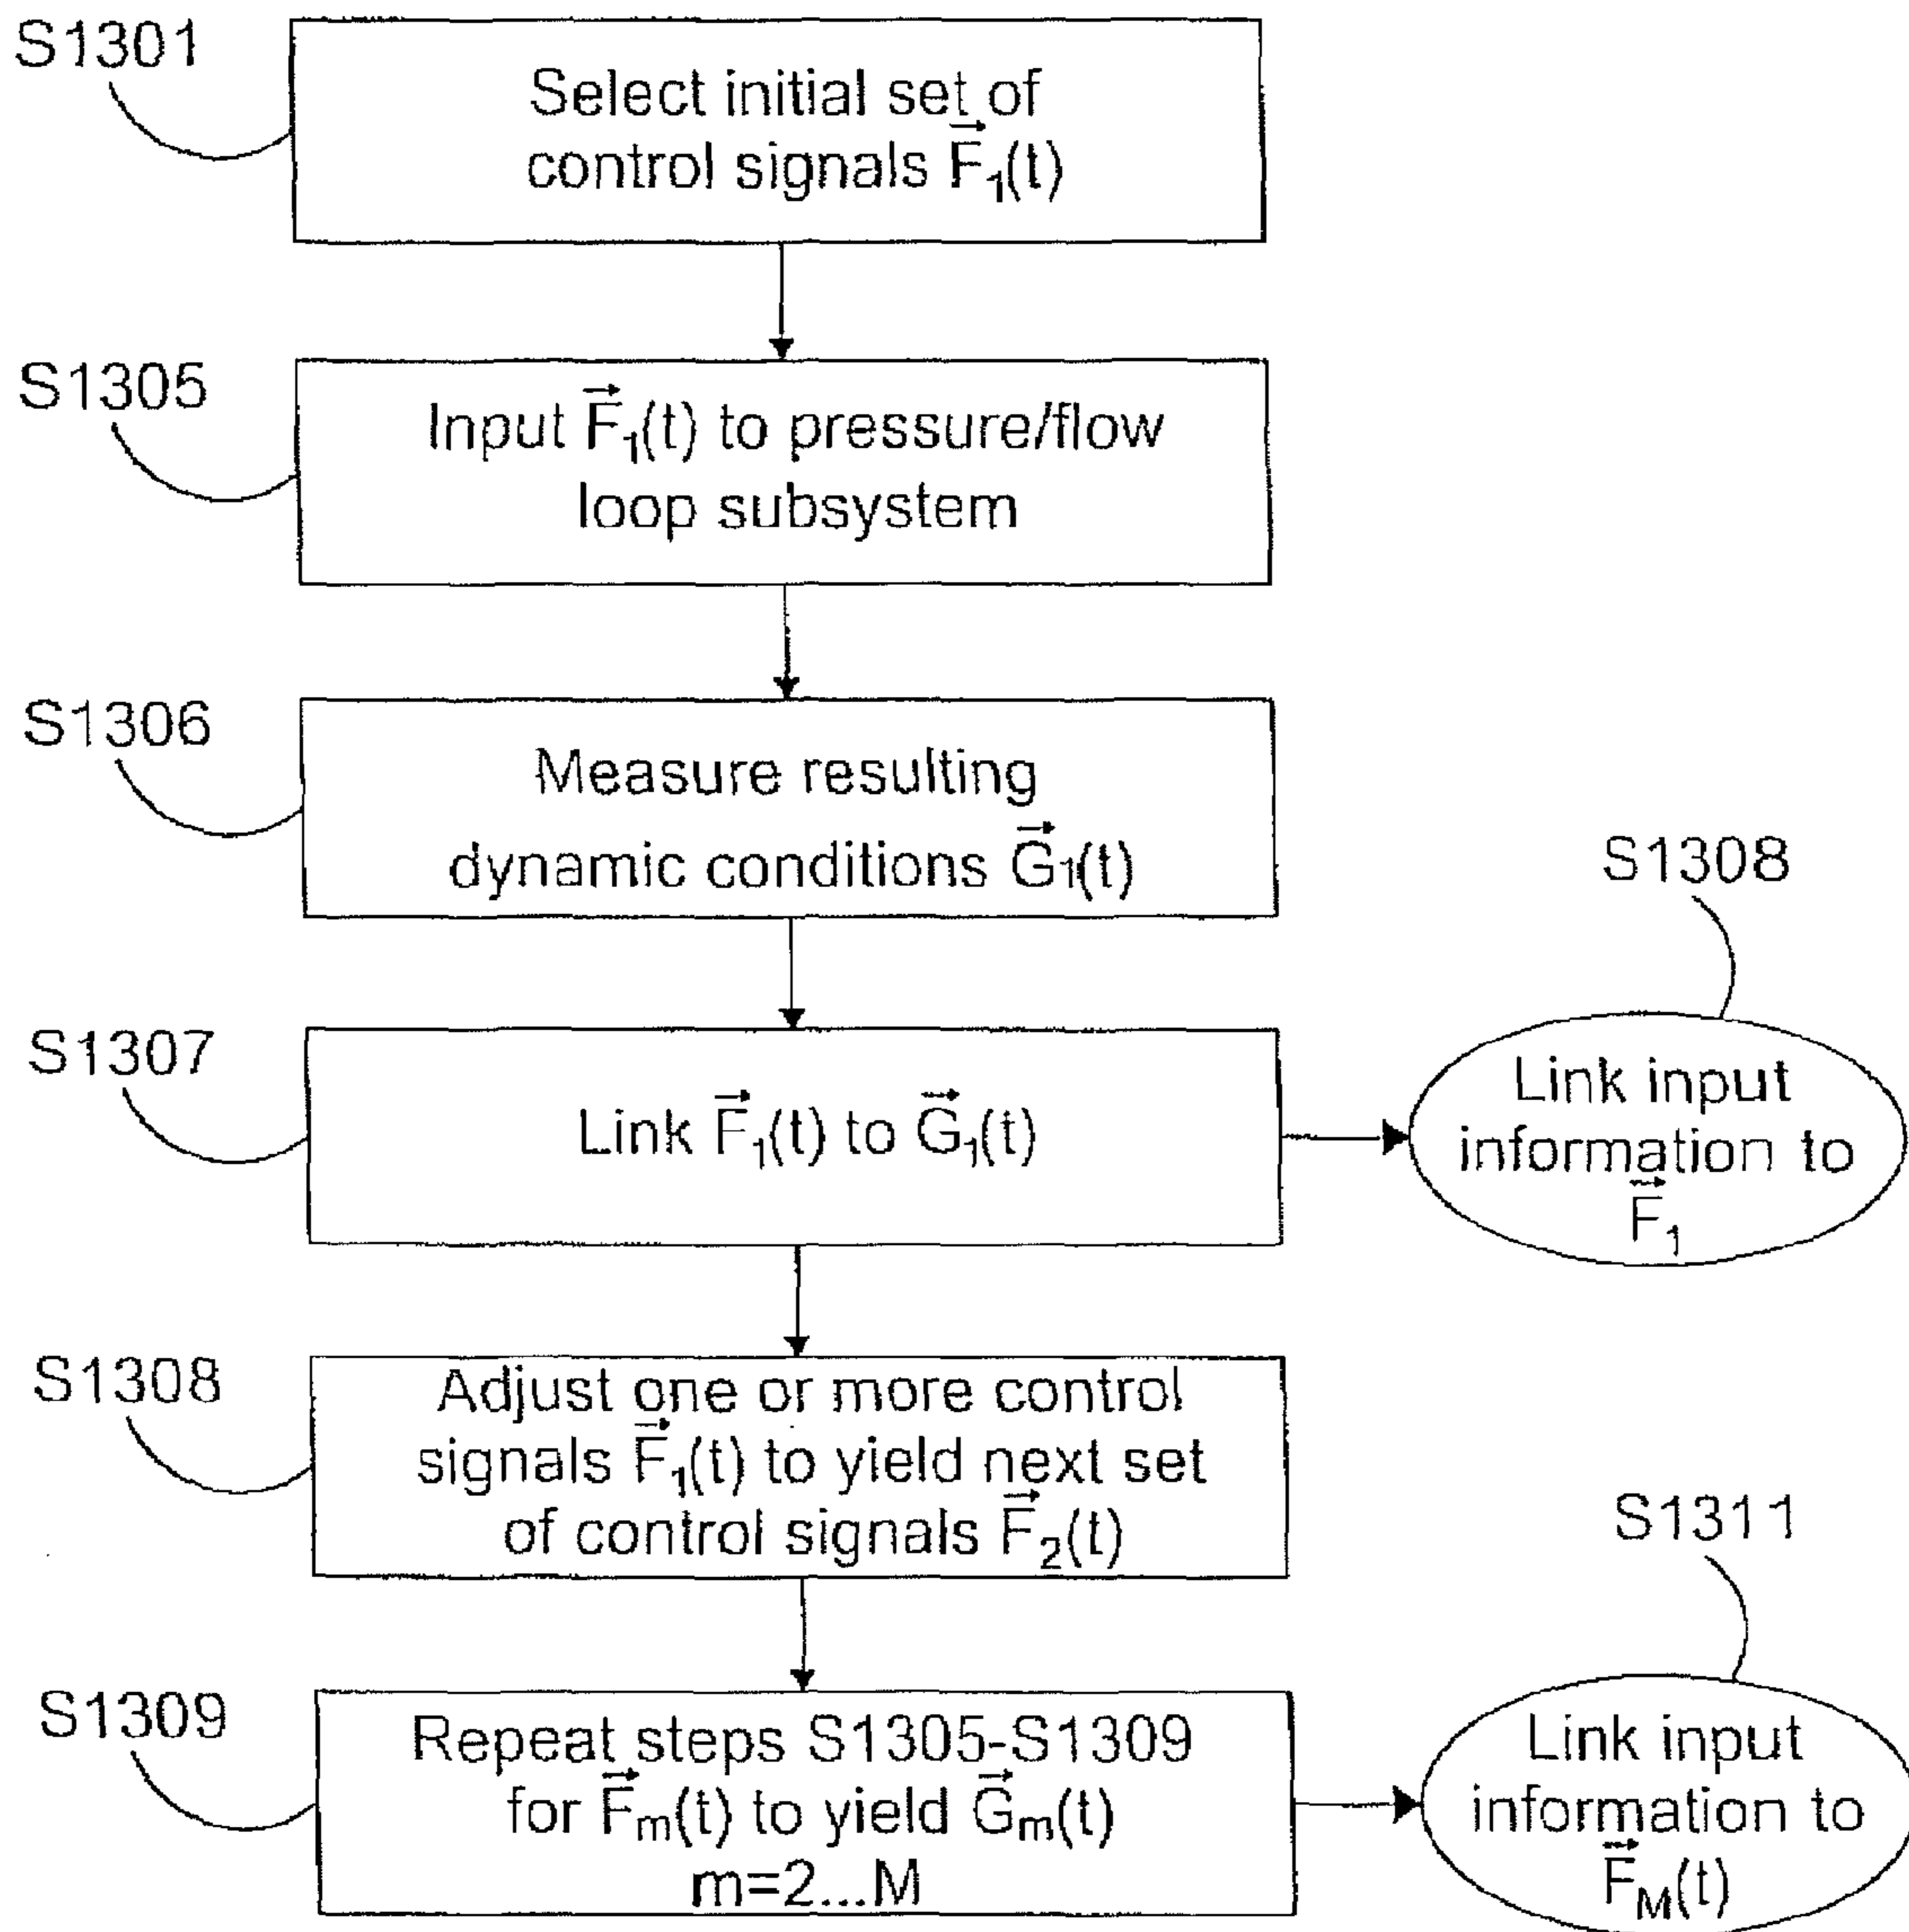 S1301
Select initial set of
control signals F⃗₁(t)
S1305
Input F⃗₁(t) to pressure/flow
loop subsystem
S1306
Measure resulting
dynamic conditions G⃗₁(t)
S1307
Link F⃗₁(t) to G⃗₁(t)
S1308
Link input
information to
F⃗₁
S1308
Adjust one or more control
signals F⃗₁(t) to yield next set
of control signals F⃗₂(t)
S1309
Repeat steps S1305-S1309
for F⃗ₘ(t) to yield G⃗ₘ(t)
m=2...M
S1311
Link input
information to
F⃗_M(t)